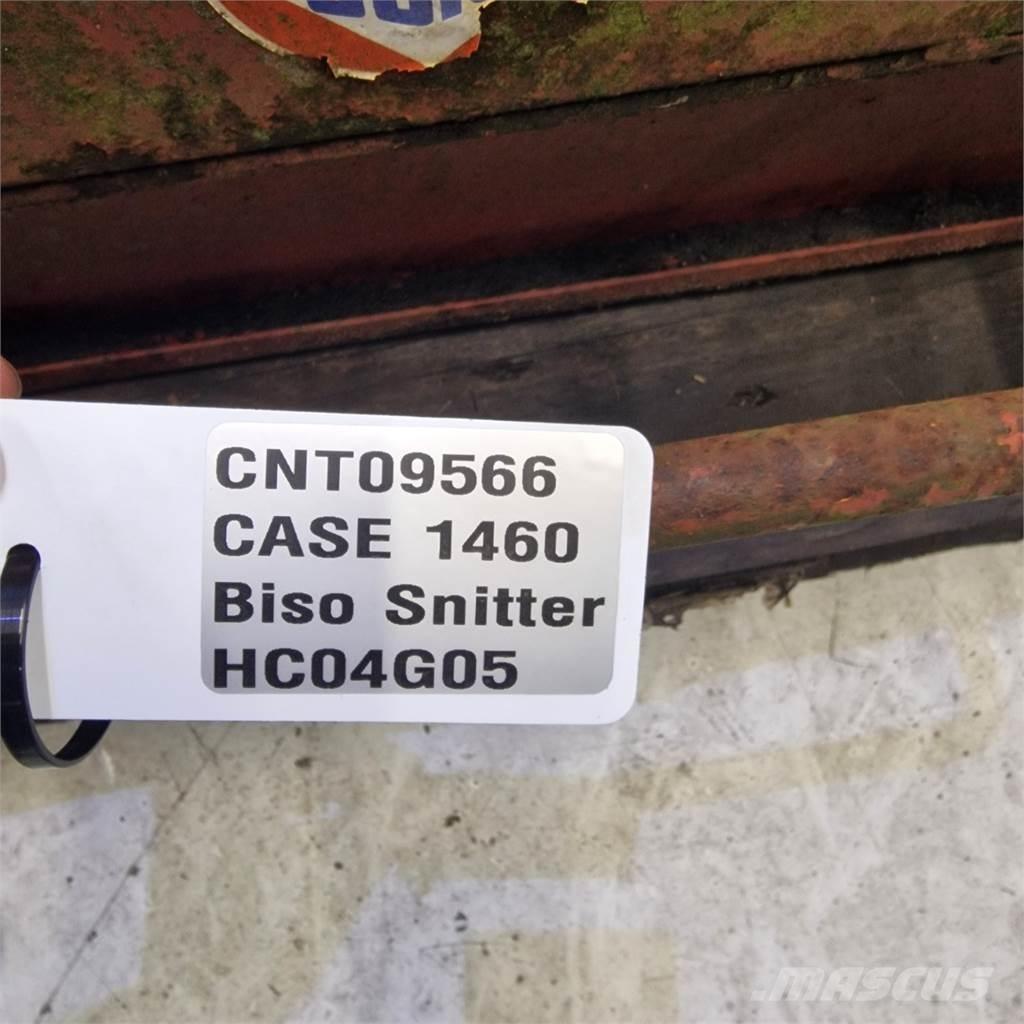 CNT09566
CASE 1460
Biso Snitter
HC04G05
MASCUS